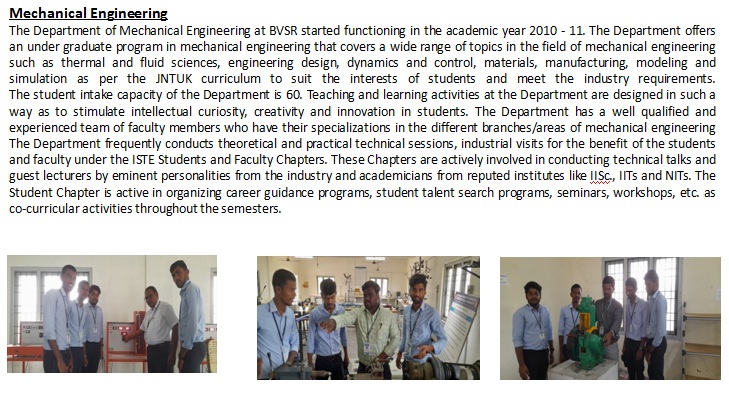 Mechanical Engineering
The Department of Mechanical Engineering at BVSR started functioning in the academic year 2010 - 11. The Department offers
an under graduate program in mechanical engineering that covers a wide range of topics in the field of mechanical engineering
such as thermal and fluid sciences, engineering design, dynamics and control, materials, manufacturing, modeling and
simulation as per the JNTUK curriculum to suit the interests of students and meet the industry requirements.
The student intake capacity of the Department is 60. Teaching and learning activities at the Department are designed in such a
way as to stimulate intellectual curiosity, creativity and innovation in students. The Department has a well qualified and
experienced team of faculty members who have their specializations in the different branches/areas of mechanical engineering
The Department frequently conducts theoretical and practical technical sessions, industrial visits for the benefit of the students
and faculty under the ISTE Students and Faculty Chapters. These Chapters are actively involved in conducting technical talks and
guest lecturers by eminent personalities from the industry and academicians from reputed institutes like IISc., IITs and NITs. The
Student Chapter is active in organizing career guidance programs, student talent search programs, seminars, workshops, etc. as
co-curricular activities throughout the semesters.